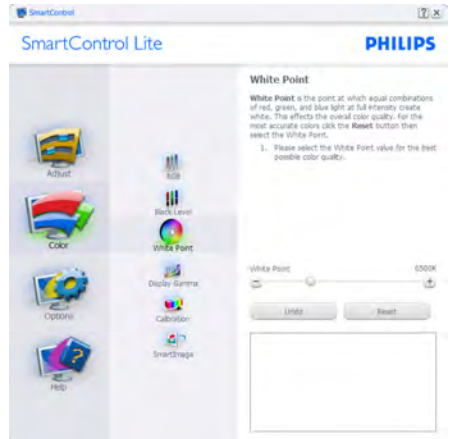 SmartControl
SmartControl Lite
PHILIPS
Adjust
Color
Options
Help
RGB
Black Level
White Point
Display Gamma
Calibration
SmartImage
White Point
White Point is the point at which equal combinations
of red, green, and blue light at full intensity create
white. The effects the overall color quality. For the
most accurate colors click the Reset button then
select the White Point.
1. Please select the White Point value for the best
possible color quality.
White Point 6500K
Undo Reset